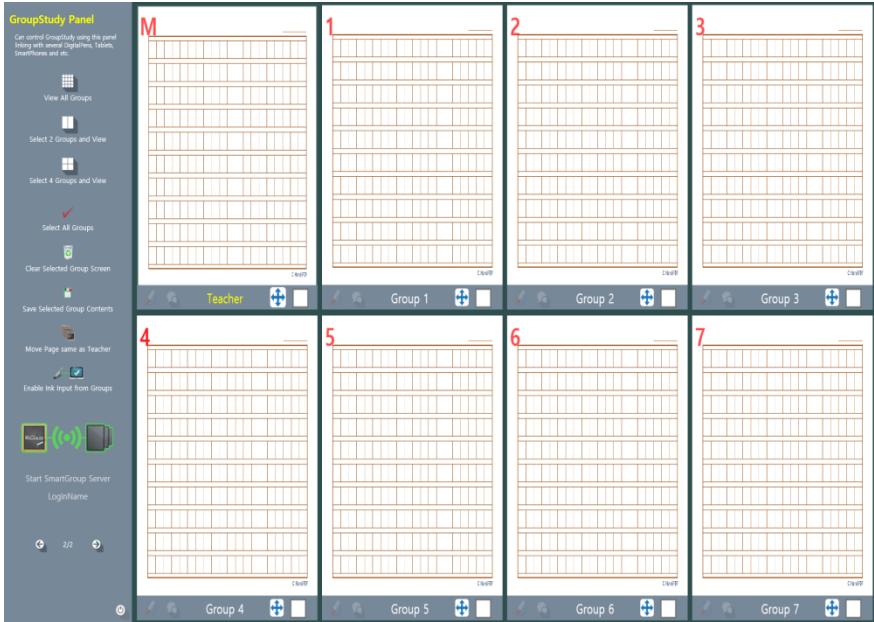 GroupStudy Panel
Can control GroupStudy using this panel
linking with several DigitalPens, Tablets,
SmartPhones and etc.
View All Groups
Select 2 Groups and View
Select 4 Groups and View
Select All Groups
Clear Selected Group Screen
Save Selected Group Contents
Move Page same as Teacher
Enable Ink Input from Groups
Start SmartGroup Server
LoginName
2/2
M
Teacher
1
Group 1
2
Group 2
3
Group 3
4
Group 4
5
Group 5
6
Group 6
7
Group 7